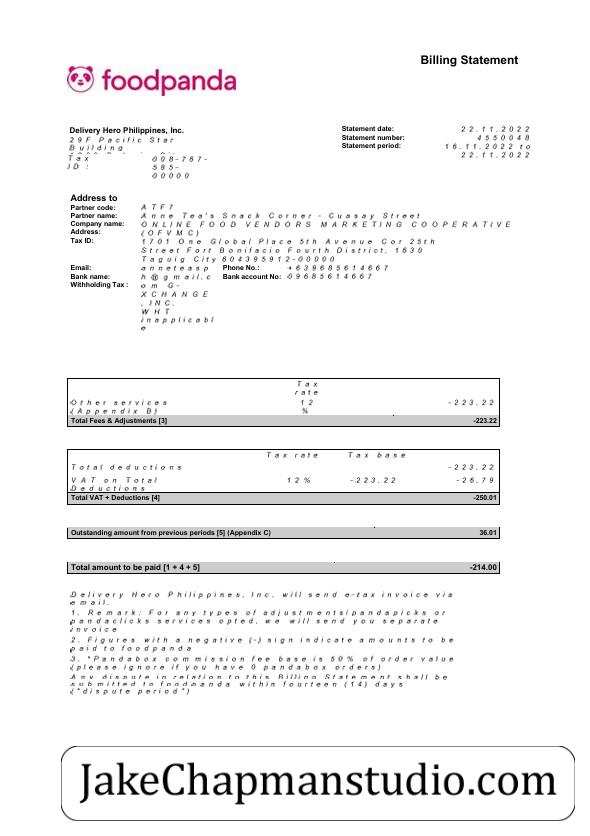 Billing Statement
foodpanda
Delivery Hero Philippines, Inc.
29F Pacific Star
Building
Tax
ID:
008-767-
585-
00000
Statement date: 22.11.2022
Statement number: 4550048
Statement period: 16.11.2022 to
22.11.2022
Address to
Partner code: ATF7
Partner name: Anne Tea's Snack Corner - Cuasay Street
Company name: ONLINE FOOD VENDORS MARKETING COOPERATIVE
Address: (OFVMC)
Tax ID: 1701 One Global Place 5th Avenue Cor 25th
Street Fort Bonifacio Fourth District, 1630
Taguig City 604395912-00000
Email: anneteasp Phone No.: +639685614667
Bank name: h@gmail.c Bank account No: 09685614667
Withholding Tax : om G-
XCHANGE
, INC.
WHT
inapplicabl
e
Tax
rate
Other services 12 -223.22
(Appendix B) %
Total Fees & Adjustments [3] -223.22
Tax rate Tax base
Total deductions -223.22
VAT on Total 12% -223.22 -26.79
Deductions
Total VAT + Deductions [4] -250.01
Outstanding amount from previous periods [5] (Appendix C) 36.01
Total amount to be paid [1 + 4 + 5] -214.00
Delivery Hero Philippines, Inc. will send e-tax invoice via
email.
1. Remark: For any types of adjustments/pandapicks or
pandaclicks services opted, we will send you separate
invoice
2. Figures with a negative (-) sign indicate amounts to be
paid to foodpanda
3. *Pandabox commission fee base is 50% of order value
(please ignore if you have 0 pandabox orders)
Any dispute in relation to this Billing Statement shall be
submitted to foodpanda within fourteen (14) days
("dispute period")
JakeChapmanstudio.com